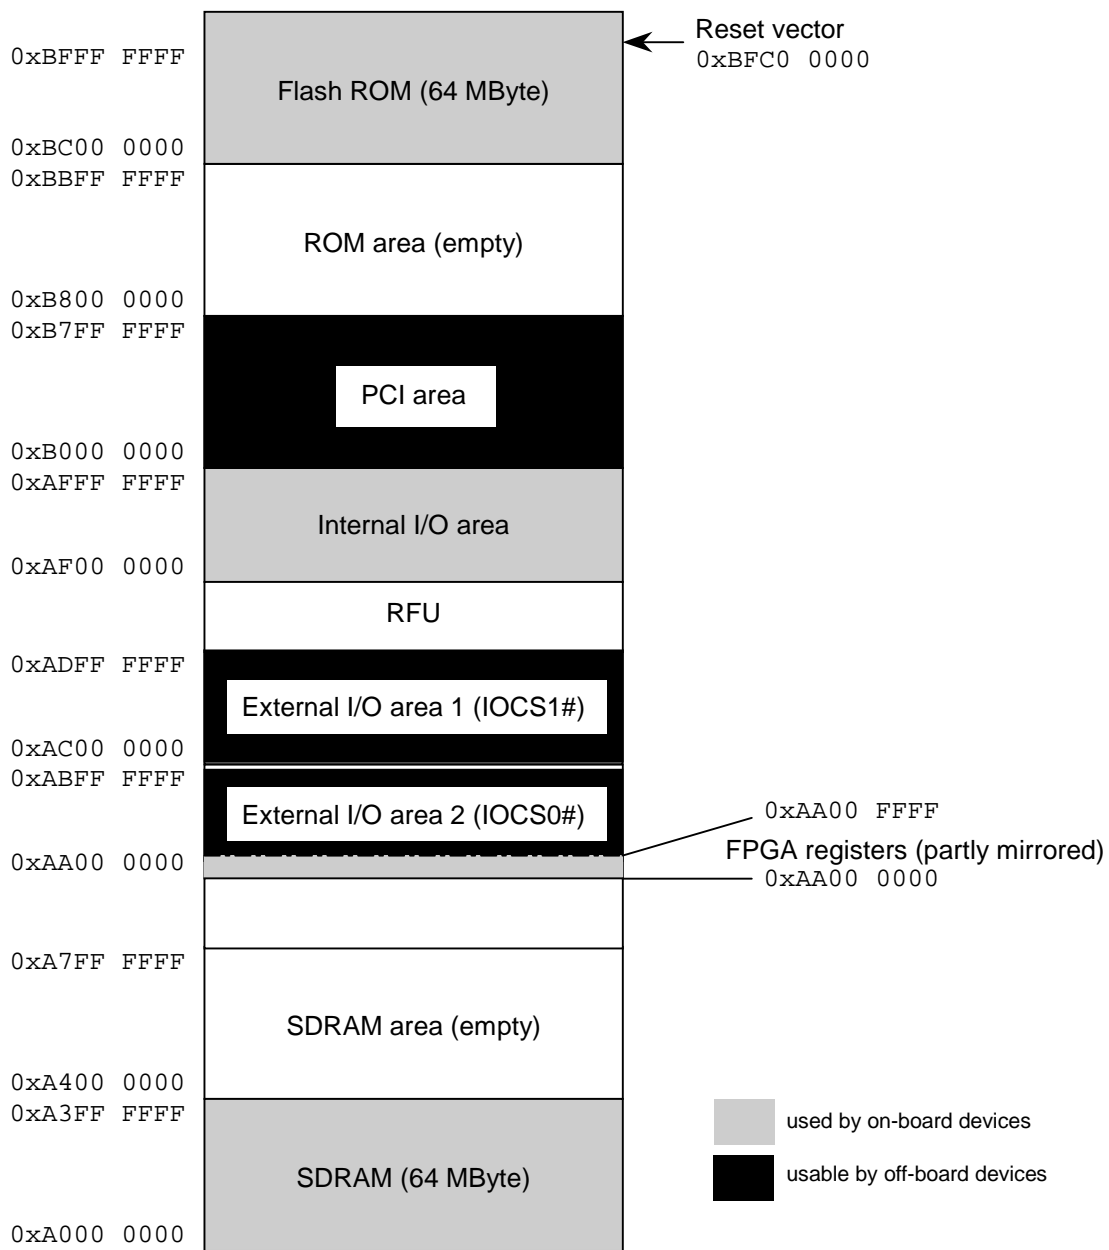 Reset vector
0xBFC0 0000
0xBFFF FFFF
Flash ROM (64 MByte)
0xBC00 0000
0xBBFF FFFF
ROM area (empty)
0xB800 0000
0xB7FF FFFF
PCI area
0xB000 0000
0xAFFF FFFF
Internal I/O area
0xAF00 0000
RFU
0xADFF FFFF
External I/O area 1 (IOCS1#)
0xAC00 0000
0xABFF FFFF
External I/O area 2 (IOCS0#)
0xAA00 FFFF
FPGA registers (partly mirrored)
0xAA00 0000
0xAA00 0000
0xA7FF FFFF
SDRAM area (empty)
0xA400 0000
0xA3FF FFFF
used by on-board devices
SDRAM (64 MByte)
usable by off-board devices
0xA000 0000